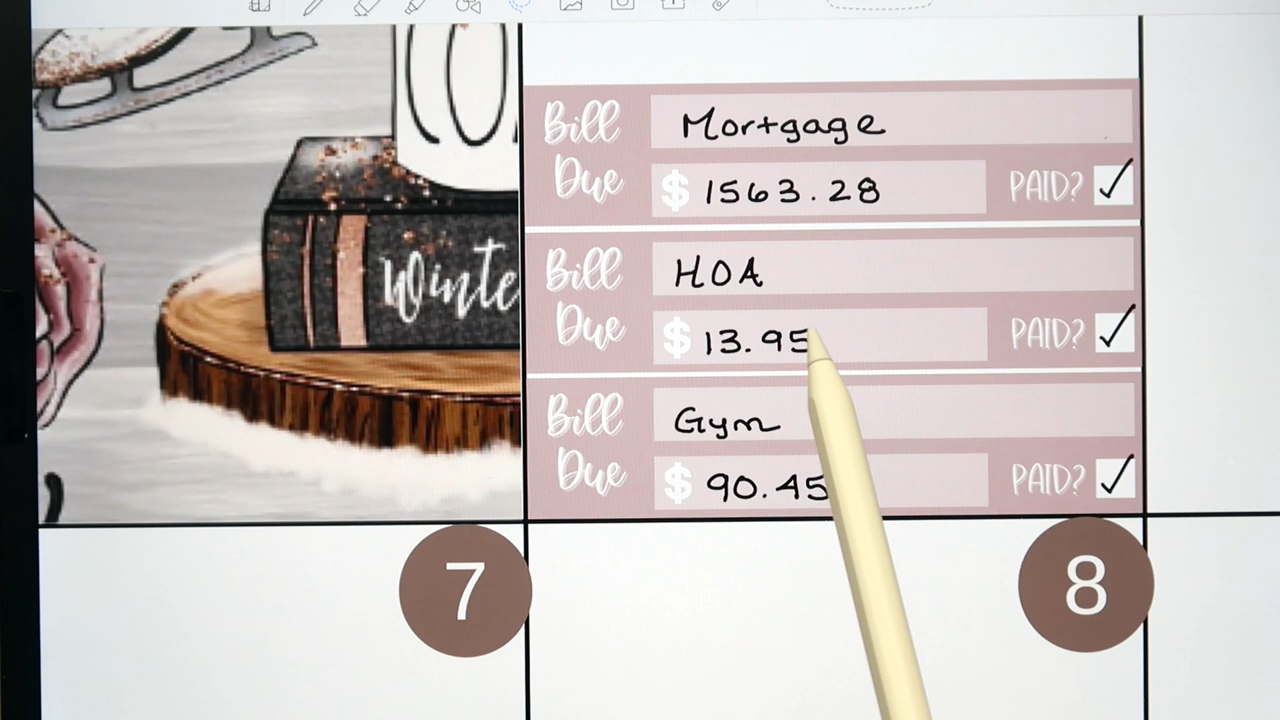 Winte
Bill Mortgage
Due $ 1563.28 PAID? ✓
Bill HOA
Due $ 13.95 PAID? ✓
Bill Gym
Due $ 90.45 PAID? ✓
7 8